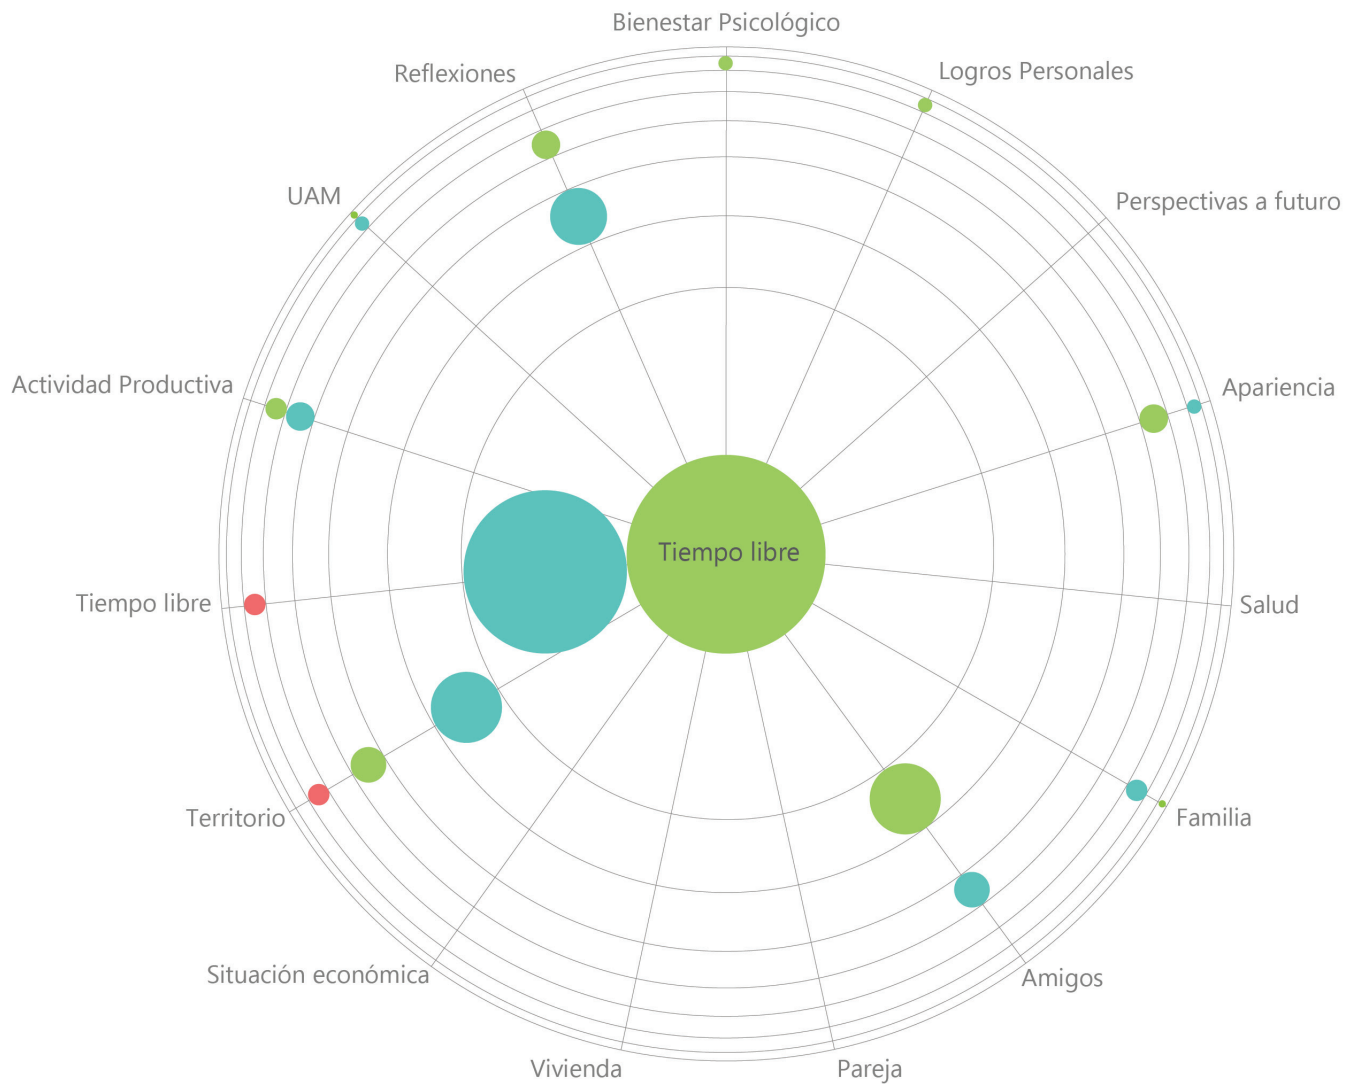 Bienestar Psicológico
Logros Personales
Reflexiones
UAM
Perspectivas a futuro
Actividad Productiva
Apariencia
Tiempo libre
Tiempo libre
Salud
Territorio
Familia
Situación económica
Amigos
Vivienda
Pareja